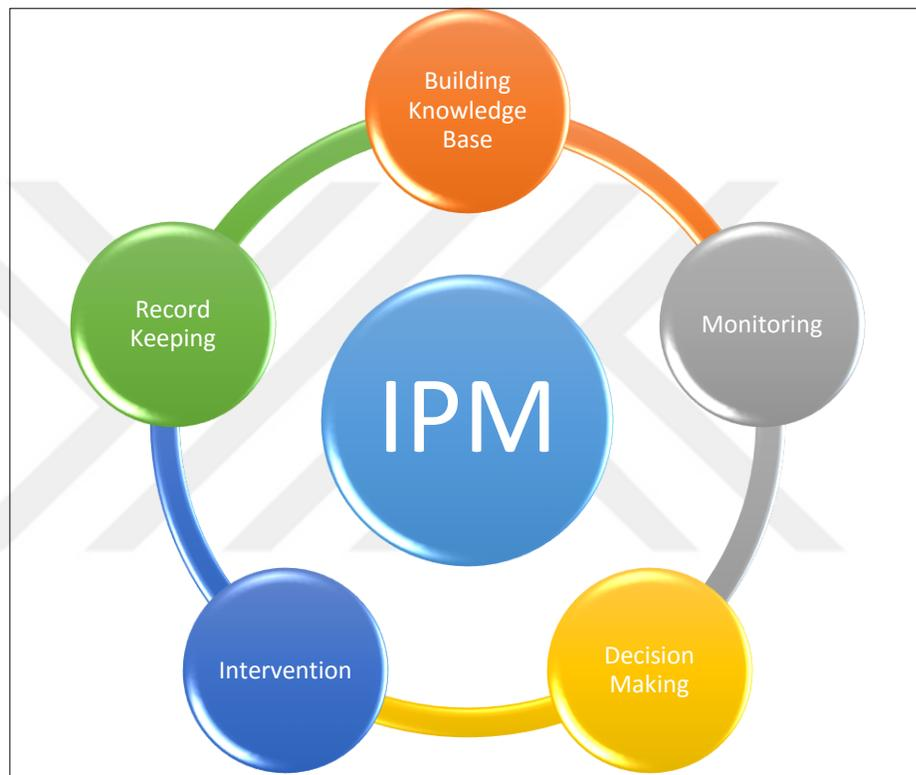 Building
Knowledge
Base
Monitoring
Decision
Making
Intervention
Record
Keeping
IPM